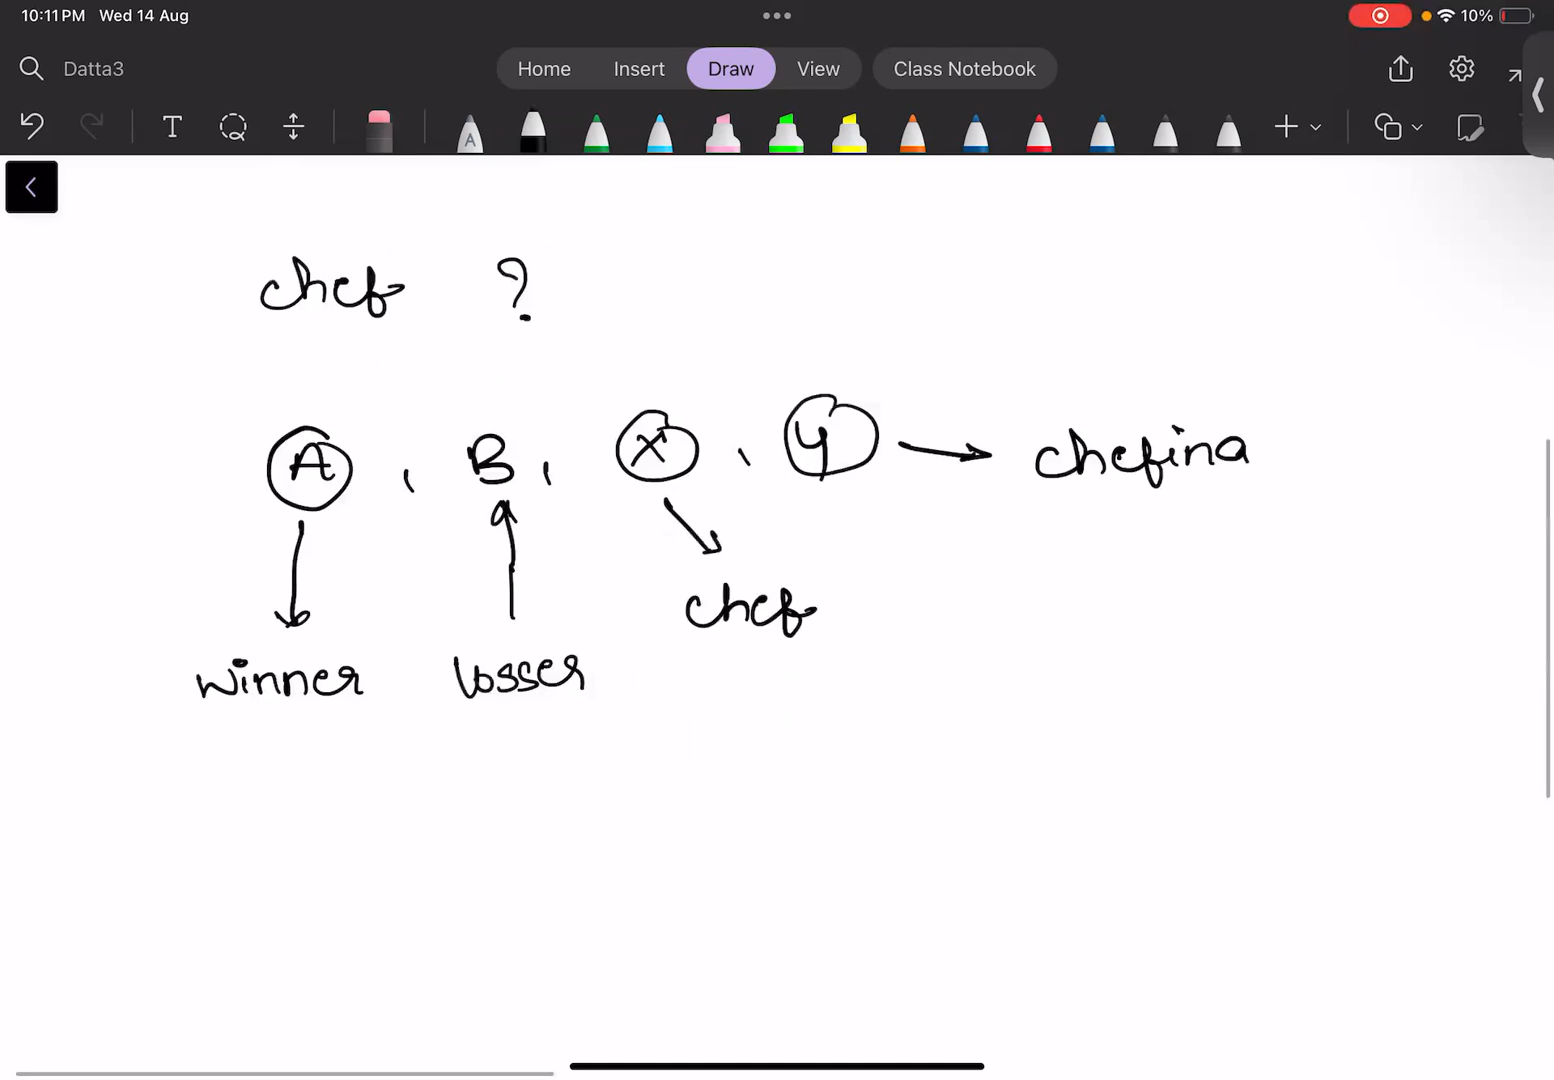 10:11 PM Wed 14 Aug
10%
Datta3
Home Insert Draw View Class Notebook
T A
chef ?
A , B , X , Y → chefina
chef
winner losser